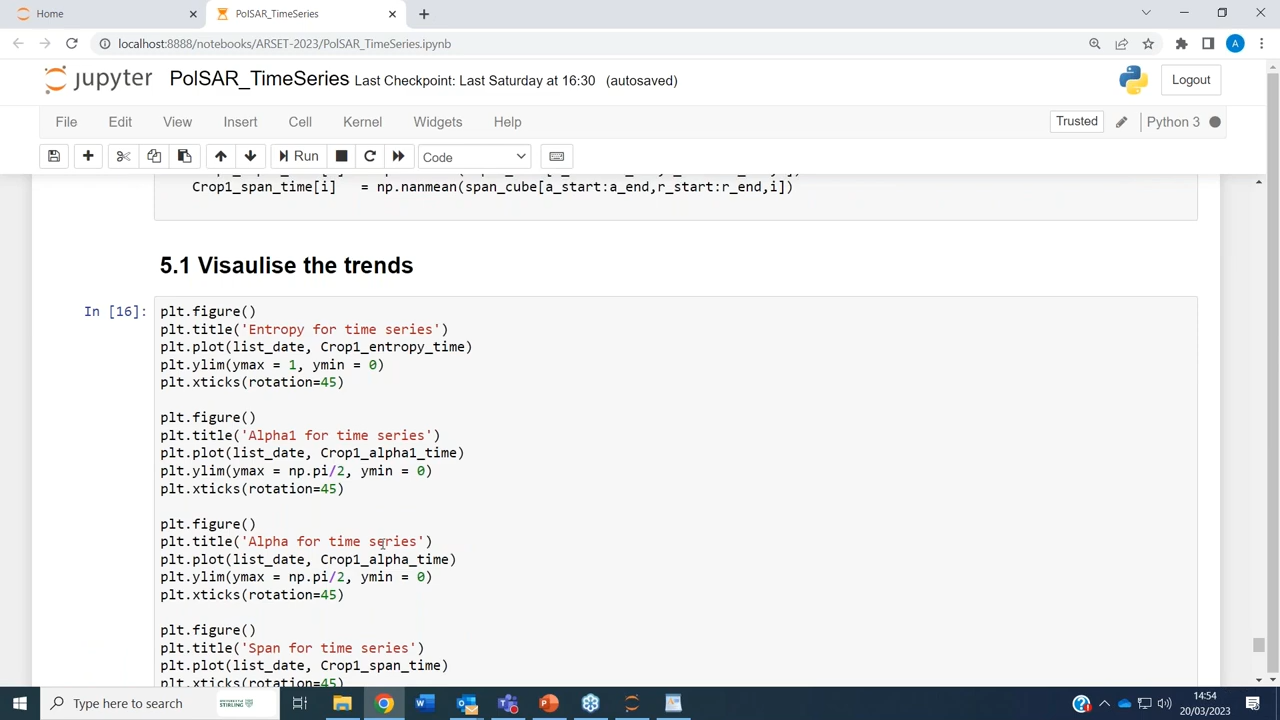 Home
PolSAR_TimeSeries
localhost:8888/notebooks/ARSET-2023/PolSAR_TimeSeries.ipynb
A
jupyter PolSAR_TimeSeries Last Checkpoint: Last Saturday at 16:30 (autosaved)
Logout
File Edit View Insert Cell Kernel Widgets Help
Trusted
Python 3
Run
Code
Crop1_span_time[i] = np.nanmean(span_cube[a_start:a_end,r_start:r_end,i])
5.1 Visaulise the trends
In [16]:
plt.figure()
plt.title('Entropy for time series')
plt.plot(list_date, Crop1_entropy_time)
plt.ylim(ymax = 1, ymin = 0)
plt.xticks(rotation=45)
plt.figure()
plt.title('Alpha1 for time series')
plt.plot(list_date, Crop1_alpha1_time)
plt.ylim(ymax = np.pi/2, ymin = 0)
plt.xticks(rotation=45)
plt.figure()
plt.title('Alpha for time series')
plt.plot(list_date, Crop1_alpha_time)
plt.ylim(ymax = np.pi/2, ymin = 0)
plt.xticks(rotation=45)
plt.figure()
plt.title('Span for time series')
plt.plot(list_date, Crop1_span_time)
plt.xticks(rotation=45)
Type here to search
14:54
20/03/2023